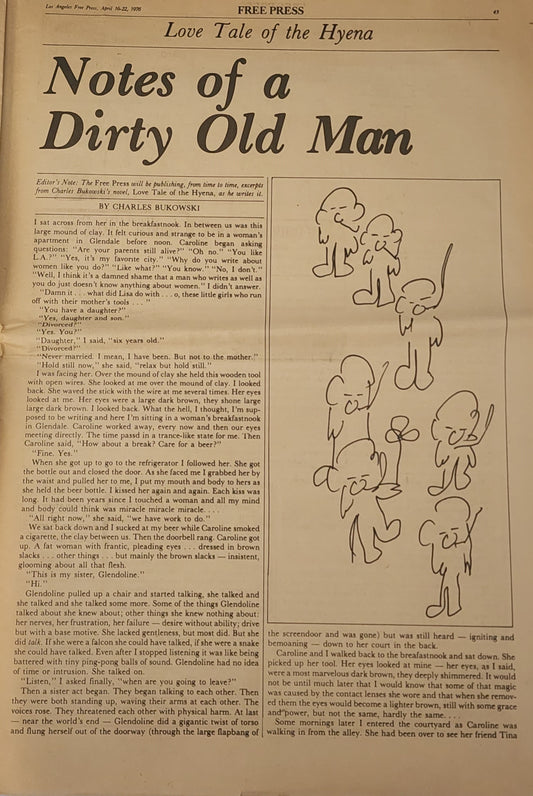 Los Angeles Free Press, April 16-22, 1976
FREE PRESS
43
Love Tale of the Hyena
Notes of a
Dirty Old Man
Editor's Note: The Free Press will be publishing, from time to time, excerpts
from Charles Bukowski's novel, Love Tale of the Hyena, as he writes it.
BY CHARLES BUKOWSKI
I sat across from her in the breakfastnook. In between us was this
large mound of clay. It felt curious and strange to be in a woman's
apartment in Glendale before noon. Caroline began asking
questions: "Are your parents still alive?" "Oh no." "You like
L.A.?" "Yes, it's my favorite city." "Why do you write about
women like you do?" "Like what?" "You know." "No, I don't."
"Well, I think it's a damned shame that a man who writes as well as
you do just doesn't know anything about women." I didn't answer.
"Damn it . . . what did Lisa do with . . . o, these little girls who run
off with their mother's tools . . . "
"You have a daughter?"
"Yes, daughter and son."
"Divorced?"
"Yes. You?"
"Daughter," I said, "six years old."
"Divorced?"
"Never married. I mean, I have been. But not to the mother."
"Hold still now," she said, "relax but hold still."
I was facing her. Over the mound of clay she held this wooden tool
with open wires. She looked at me over the mound of clay. I looked
back. She waved the stick with the wire at me several times. Her eyes
looked at me. Her eyes were a large dark brown, they shone large
large dark brown. I looked back. What the hell, I thought, I'm sup-
posed to be writing and here I'm sitting in a woman's breakfastnook
in Glendale. Caroline worked away, every now and then our eyes
meeting directly. The time passd in a trance-like state for me. Then
Caroline said, "How about a break? Care for a beer?"
"Fine. Yes."
When she got up to go to the refrigerator I followed her. She got
the bottle out and closed the door. As she faced me I grabbed her by
the waist and pulled her to me, I put my mouth and body to hers as
she held the beer bottle. I kissed her again and again. Each kiss was
long. It had been years since I touched a woman and all my mind
and body could think was miracle miracle miracle. . . .
"All right now," she said, "we have work to do."
We sat back down and I sucked at my beer while Caroline smoked
a cigarette, the clay between us. Then the doorbell rang. Caroline got
up. A fat woman with frantic, pleading eyes . . . dressed in brown
slacks . . . other things . . . but mainly the brown slacks — insistent,
glooming about all that flesh.
"This is my sister, Glendoline."
"Hi."
Glendoline pulled up a chair and started talking, she talked and
she talked and she talked some more. Some of the things Glendoline
talked about she knew about; other things she knew nothing about:
her nerves, her frustration, her failure — desire without ability; drive
but with a base motive. She lacked gentleness, but most did. But she
did talk. If she were a falcon she could have talked, if she were a snake
she could have talked. Even after I stopped listening it was like being
battered with tiny ping-pong balls of sound. Glendoline had no idea
of time or intrusion. She talked on.
"Listen," I asked finally, "when are you going to leave?"
Then a sister act began. They began talking to each other. Then
they were both standing up, waving their arms at each other. The
voices rose. They threatened each other with physical harm. At last
— near the world's end — Glendoline did a gigantic twist of torso
and flung herself out of the doorway (through the large flapbang of
the screendoor and was gone) but was still heard — igniting and
bemoaning — down to her court in the back.
Caroline and I walked back to the breafastnook and sat down. She
picked up her tool. Her eyes looked at mine — her eyes, as I said,
were a most marvelous dark brown, they deeply shimmered. It would
not be until much later that I would know that some of that magic
was caused by the contact lenses she wore and that when she remov-
ed them the eyes would become a lighter brown, still with some grace
and power, but not the same, hardly the same. . . .
Some mornings later I entered the courtyard as Caroline was
walking in from the alley. She had been over to see her friend Tina